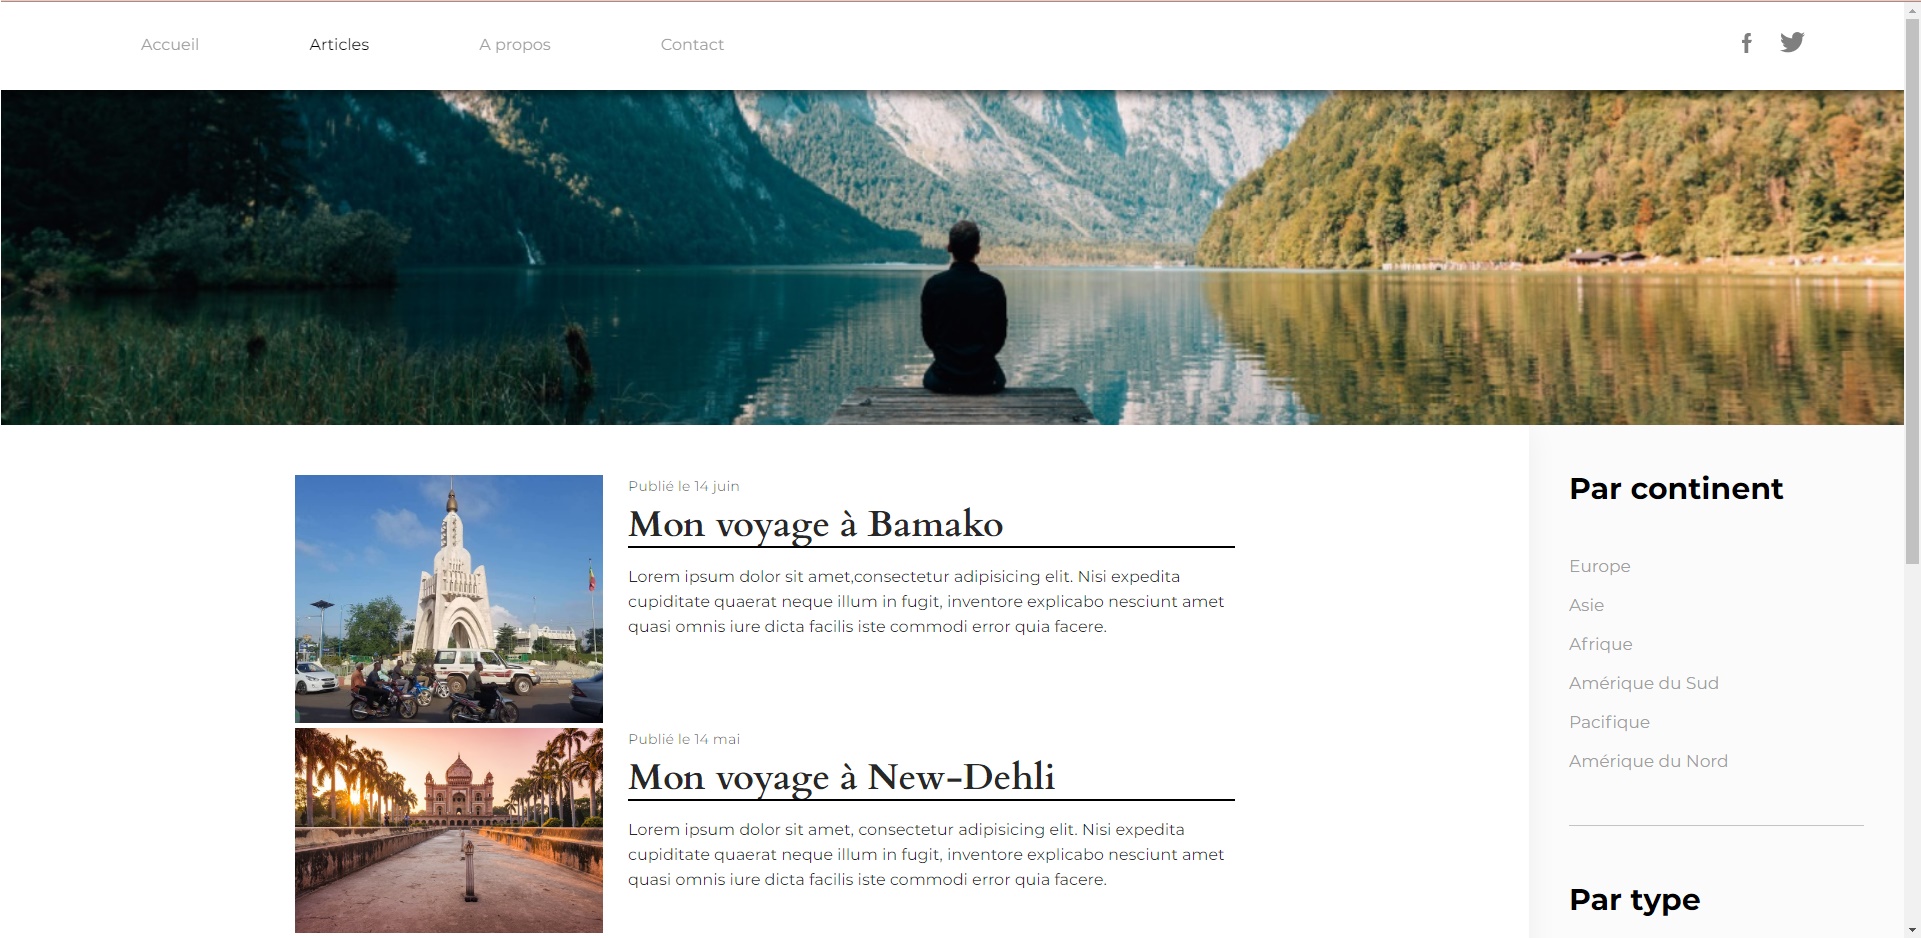 Accueil
Articles
A propos
Contact
Publié le 14 juin
Mon voyage à Bamako
Lorem ipsum dolor sit amet,consectetur adipisicing elit. Nisi expedita
cupiditate quaerat neque illum in fugit, inventore explicabo nesciunt amet
quasi omnis iure dicta facilis iste commodi error quia facere.
Publié le 14 mai
Mon voyage à New-Dehli
Lorem ipsum dolor sit amet, consectetur adipisicing elit. Nisi expedita
cupiditate quaerat neque illum in fugit, inventore explicabo nesciunt amet
quasi omnis iure dicta facilis iste commodi error quia facere.
Par continent
Europe
Asie
Afrique
Amérique du Sud
Pacifique
Amérique du Nord
Par type